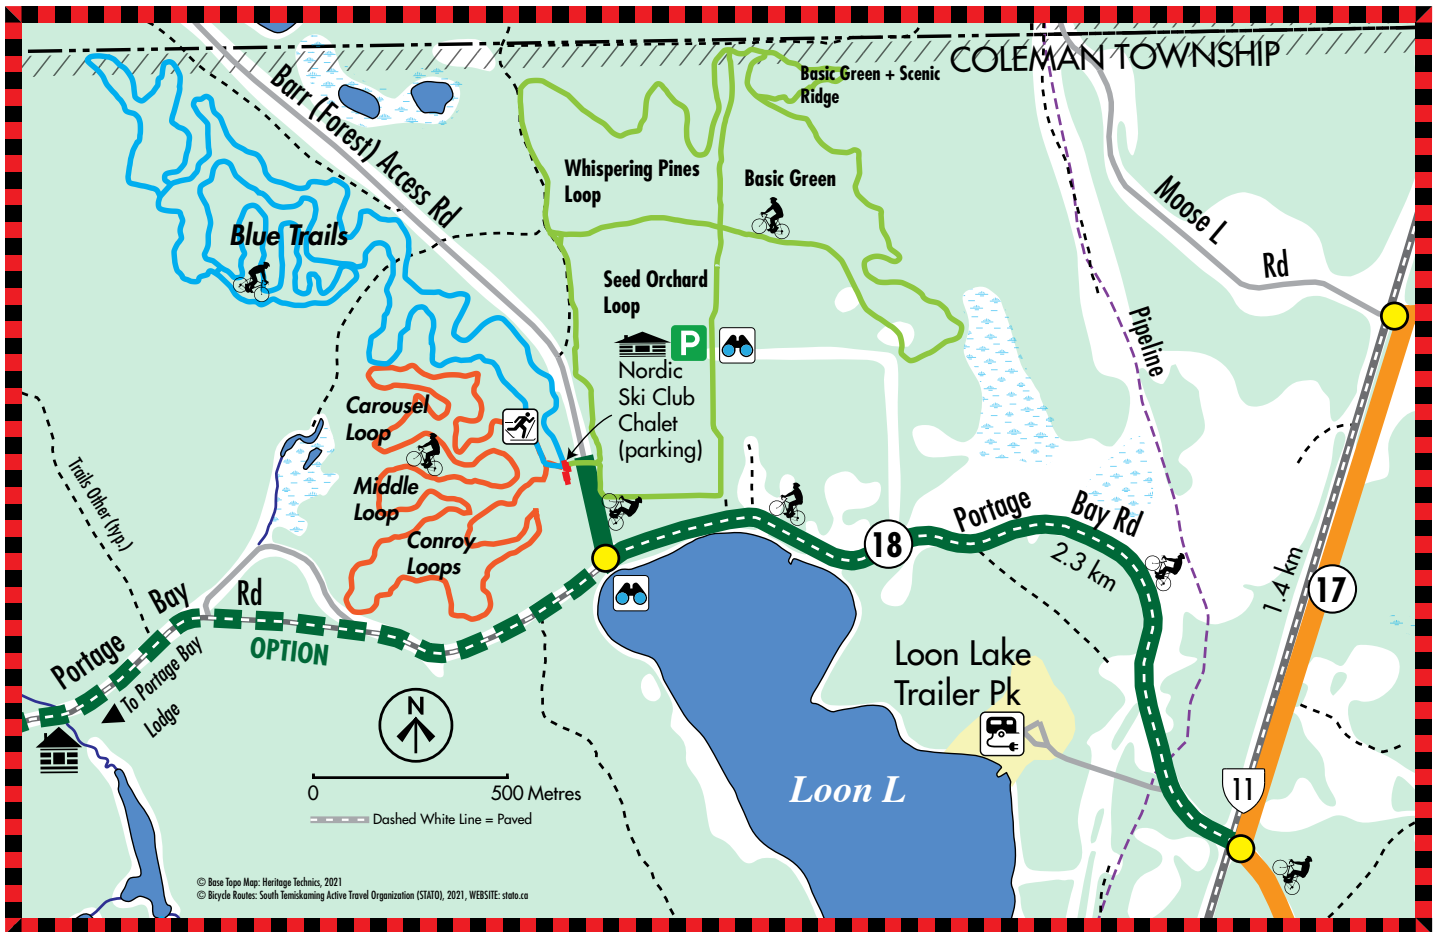 COLEMAN TOWNSHIP
Basic Green + Scenic
Ridge
Barr (Forest) Access Rd
Whispering Pines
Loop
Basic Green
Moose L
Rd
Blue Trails
Seed Orchard
Loop
P
Nordic
Ski Club
Chalet
(parking)
Pipeline
Carousel
Loop
Middle
Loop
Conroy
Loops
Trails Other (typ.)
Portage
Bay Rd
18
2.3 km
1.4 km
17
Portage
Bay
Rd
OPTION
To Portage Bay
Lodge
Loon Lake
Trailer Pk
N
0
500 Metres
Dashed White Line = Paved
Loon L
11
© Base Topo Map: Heritage Technics, 2021
© Bicycle Routes: South Temiskaming Active Travel Organization (STATO), 2021, WEBSITE: stato.ca